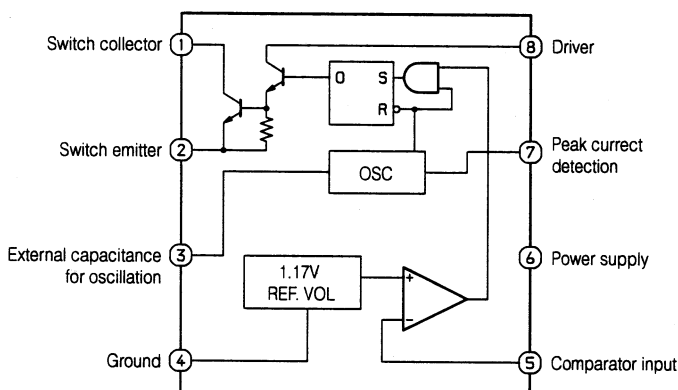 Switch collector
1
8
Driver
O S
R
Switch emitter
2
7
Peak currect
detection
OSC
External capacitance
for oscillation
3
1.17V
REF. VOL
+
−
6
Power supply
Ground
4
5
Comparator input